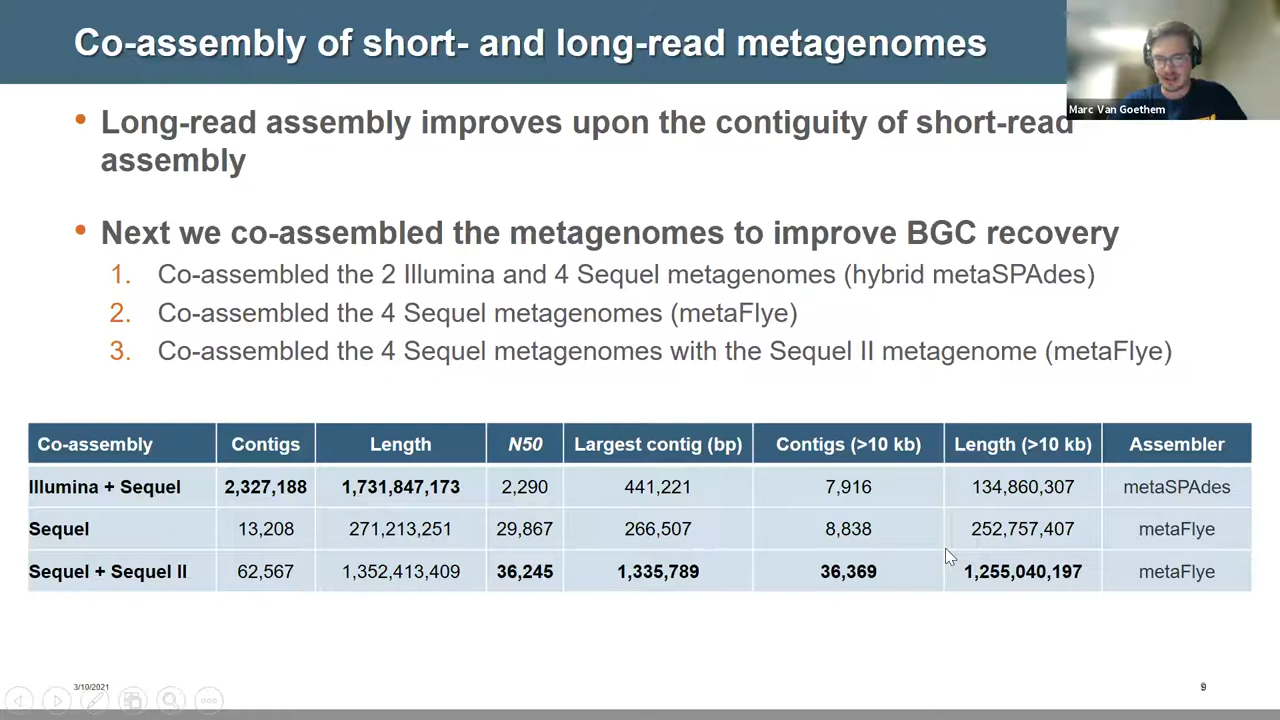 Co-assembly of short- and long-read metagenomes
Marc Van Goethem
• Long-read assembly improves upon the contiguity of short-read
assembly
• Next we co-assembled the metagenomes to improve BGC recovery
1. Co-assembled the 2 Illumina and 4 Sequel metagenomes (hybrid metaSPAdes)
2. Co-assembled the 4 Sequel metagenomes (metaFlye)
3. Co-assembled the 4 Sequel metagenomes with the Sequel II metagenome (metaFlye)
Co-assembly Contigs Length N50 Largest contig (bp) Contigs (>10 kb) Length (>10 kb) Assembler
Illumina + Sequel 2,327,188 1,731,847,173 2,290 441,221 7,916 134,860,307 metaSPAdes
Sequel 13,208 271,213,251 29,867 266,507 8,838 252,757,407 metaFlye
Sequel + Sequel II 62,567 1,352,413,409 36,245 1,335,789 36,369 1,255,040,197 metaFlye
3/10/2021 9